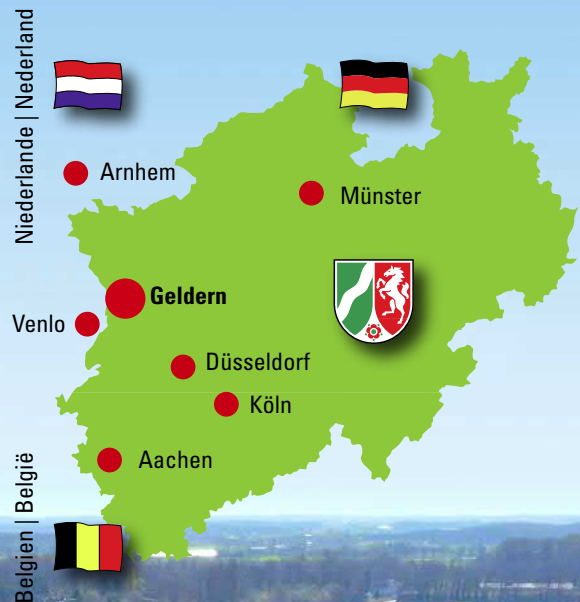 Niederlande | Nederland
Arnhem
Münster
Geldern
Venlo
Düsseldorf
Köln
Aachen
Belgien | België